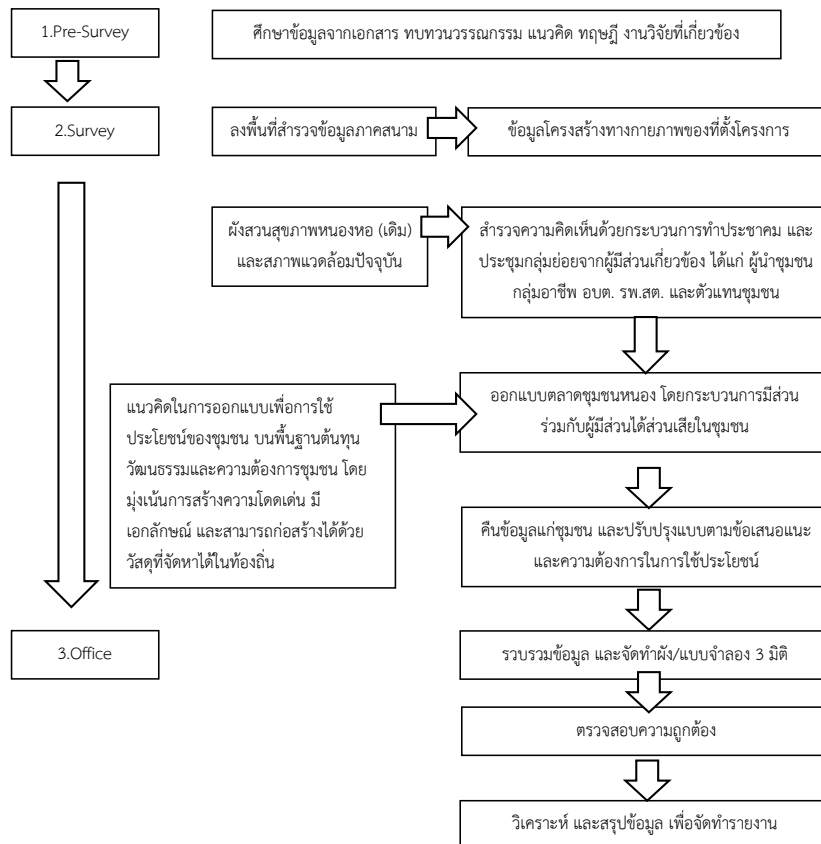 1.Pre-Survey
ศึกษาข้อมูลจากเอกสาร ทบทวนวรรณกรรม แนวคิด ทฤษฎี งานวิจัยที่เกี่ยวข้อง
2.Survey
ลงพื้นที่สำรวจข้อมูลภาคสนาม
ข้อมูลโครงสร้างทางกายภาพของที่ตั้งโครงการ
ผังสวนสุขภาพหนองหอ (เดิม)
และสภาพแวดล้อมปัจจุบัน
สำรวจความคิดเห็นด้วยกระบวนการทำประชาคม และ
ประชุมกลุ่มย่อยจากผู้มีส่วนเกี่ยวข้อง ได้แก่ ผู้นำชุมชน
กลุ่มอาชีพ อบต. รพ.สต. และตัวแทนชุมชน
แนวคิดในการออกแบบเพื่อการใช้
ประโยชน์ของชุมชน บนพื้นฐานต้นทุน
วัฒนธรรมและความต้องการชุมชน โดย
มุ่งเน้นการสร้างความโดดเด่น มี
เอกลักษณ์ และสามารถก่อสร้างได้ด้วย
วัสดุที่จัดหาได้ในท้องถิ่น
ออกแบบตลาดชุมชนหนอง โดยกระบวนการมีส่วน
ร่วมกับผู้มีส่วนได้ส่วนเสียในชุมชน
คืนข้อมูลแก่ชุมชน และปรับปรุงแบบตามข้อเสนอแนะ
และความต้องการในการใช้ประโยชน์
3.Office
รวบรวมข้อมูล และจัดทำผัง/แบบจำลอง 3 มิติ
ตรวจสอบความถูกต้อง
วิเคราะห์ และสรุปข้อมูล เพื่อจัดทำรายงาน